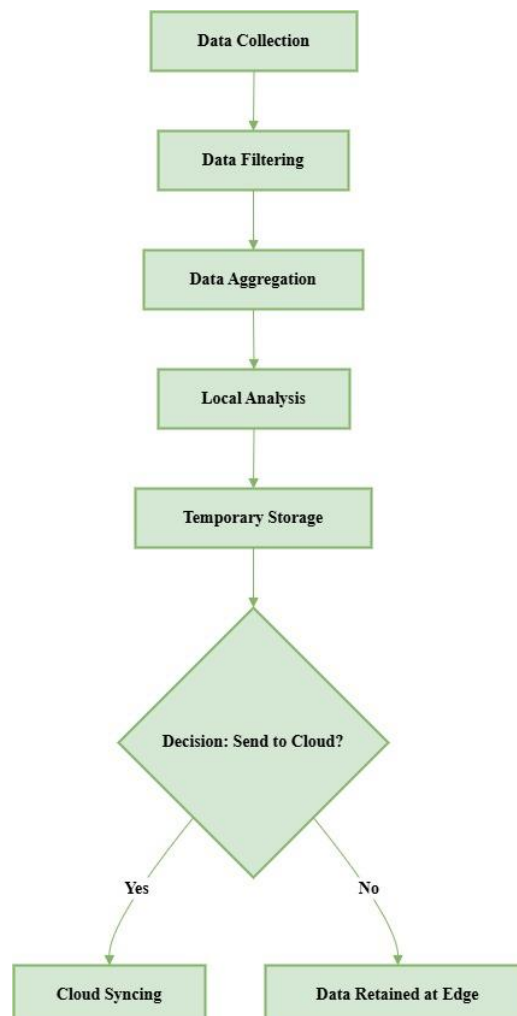 Data Collection
Data Filtering
Data Aggregation
Local Analysis
Temporary Storage
Decision: Send to Cloud?
Yes
No
Cloud Syncing
Data Retained at Edge